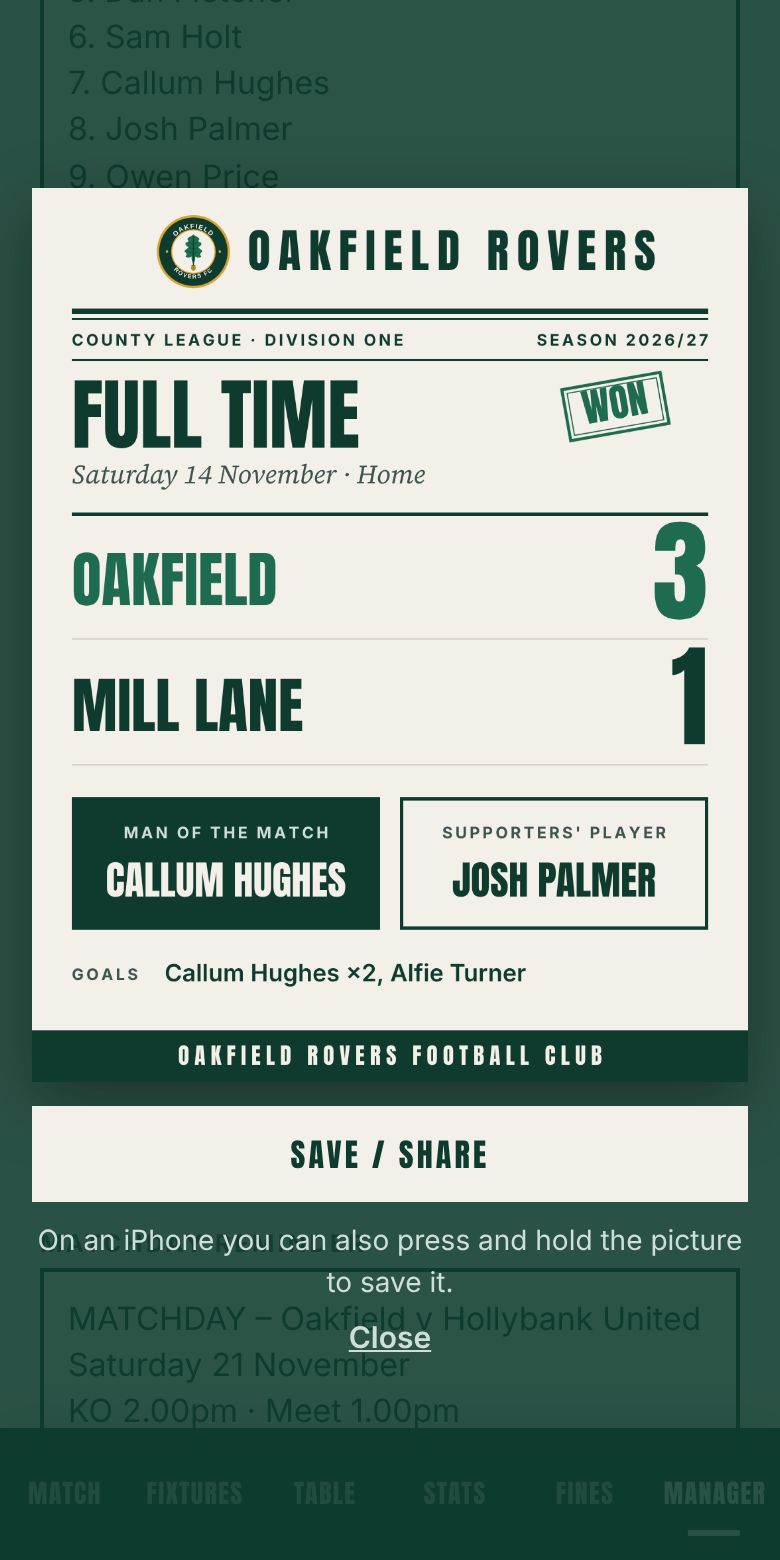 6. Sam Holt
7. Callum Hughes
8. Josh Palmer
9. Owen Price
OAKFIELD
ROVERS FC
OAKFIELD ROVERS
COUNTY LEAGUE · DIVISION ONE
SEASON 2026/27
FULL TIME
WON
Saturday 14 November · Home
OAKFIELD 3
MILL LANE 1
MAN OF THE MATCH
CALLUM HUGHES
SUPPORTERS' PLAYER
JOSH PALMER
GOALS Callum Hughes ×2, Alfie Turner
OAKFIELD ROVERS FOOTBALL CLUB
SAVE / SHARE
On an iPhone you can also press and hold the picture
to save it.
MATCHDAY – Oakfield v Hollybank United
Close
Saturday 21 November
KO 2.00pm · Meet 1.00pm
MATCH FIXTURES TABLE STATS FINES MANAGER